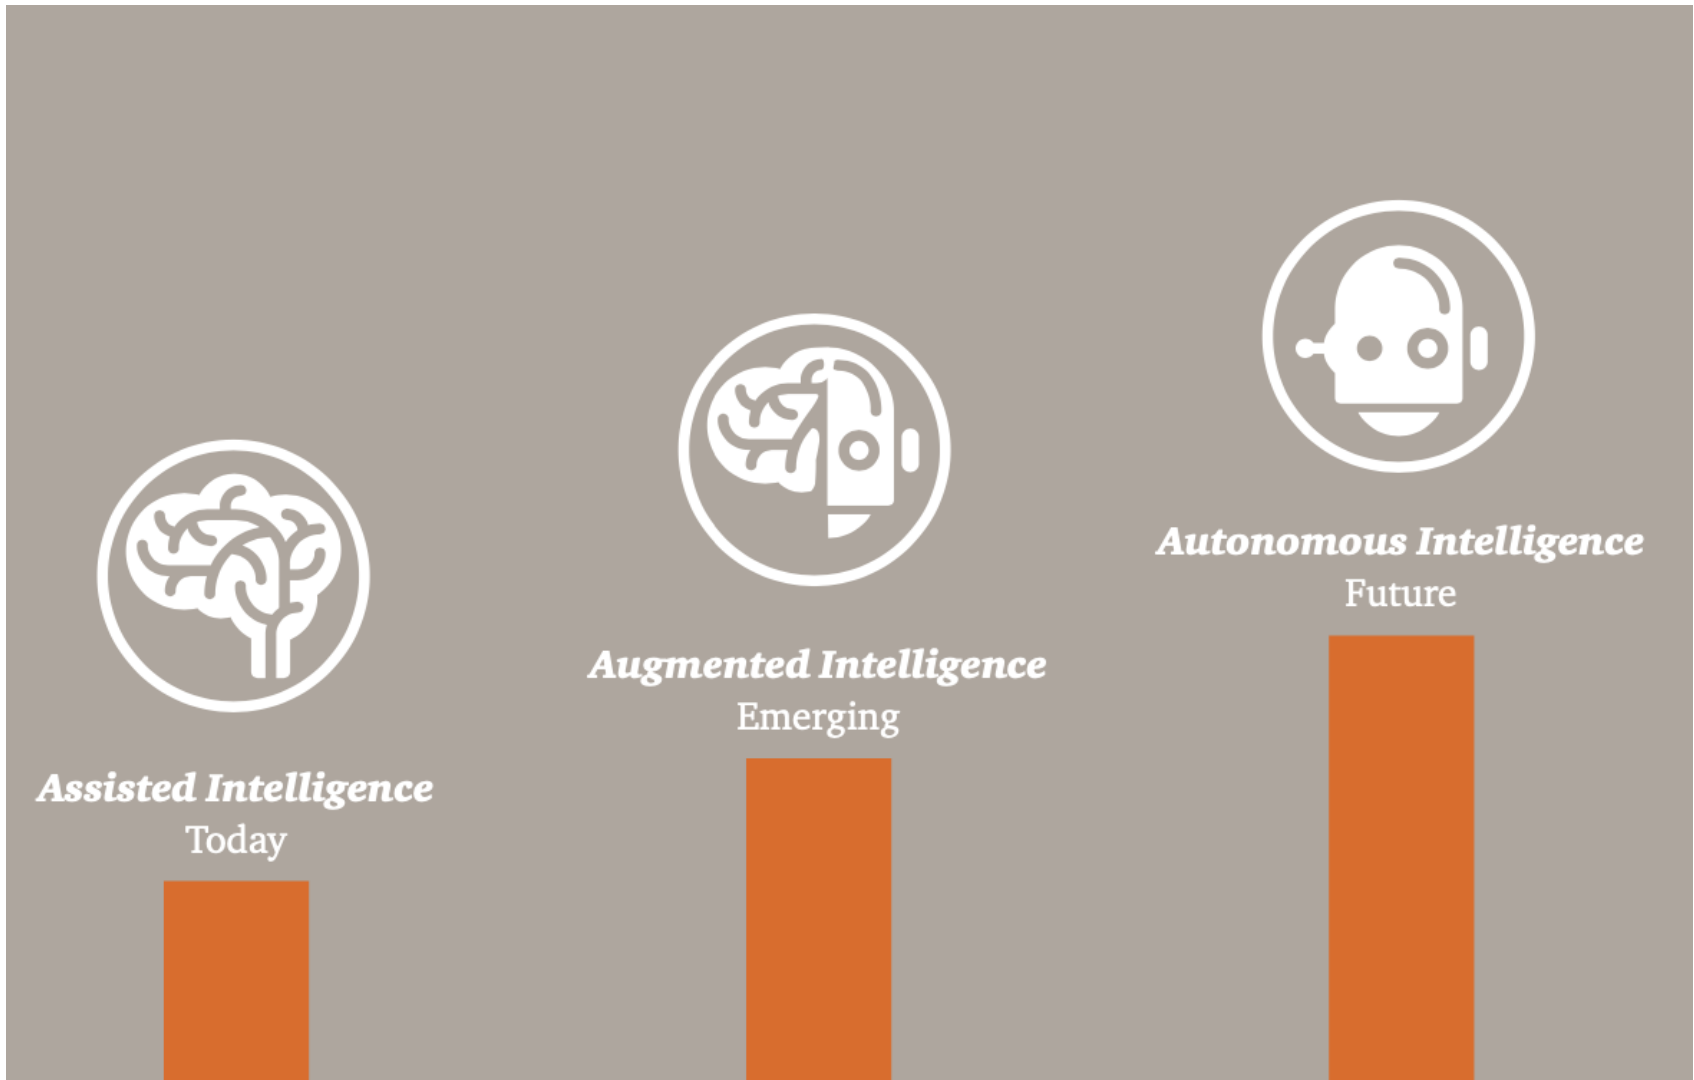 Assisted Intelligence
Today
Augmented Intelligence
Emerging
Autonomous Intelligence
Future